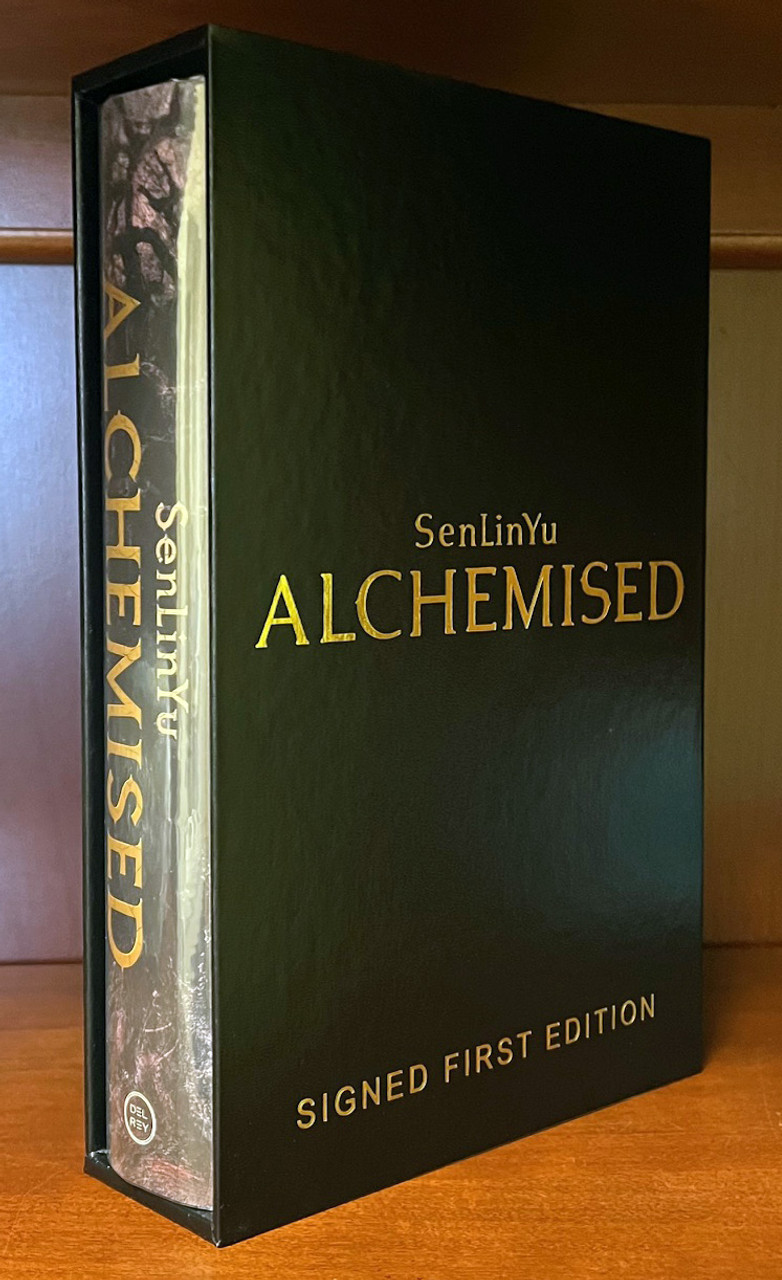 ALCHEMISED
SenLinYu
DEL
REY
SenLinYu
ALCHEMISED
SIGNED FIRST EDITION